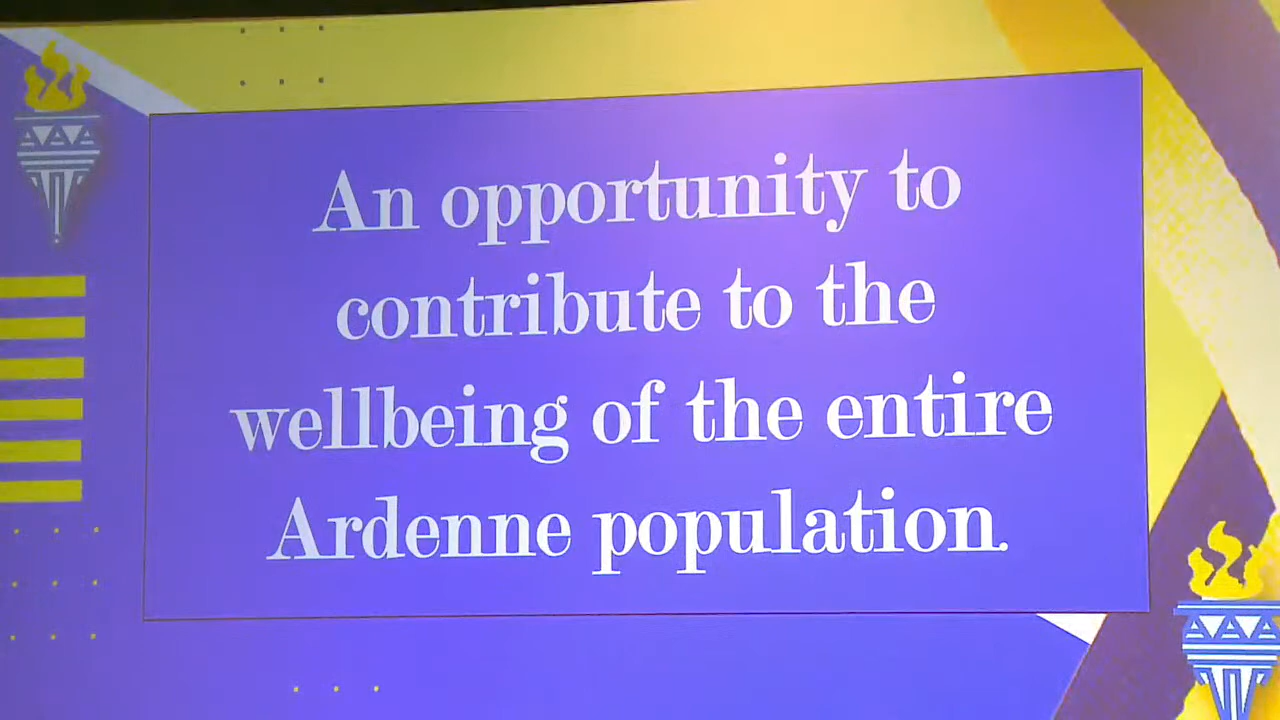 An opportunity to
contribute to the
wellbeing of the entire
Ardenne population.